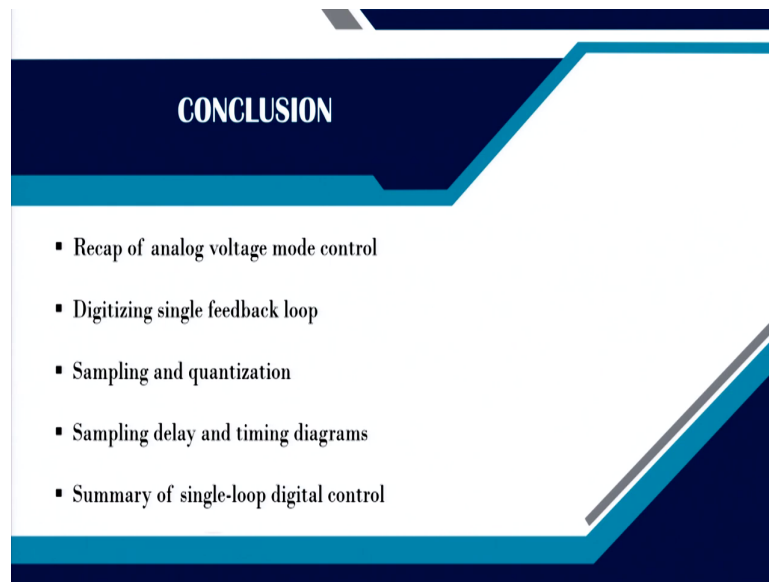 CONCLUSION
▪ Recap of analog voltage mode control
▪ Digitizing single feedback loop
▪ Sampling and quantization
▪ Sampling delay and timing diagrams
▪ Summary of single-loop digital control